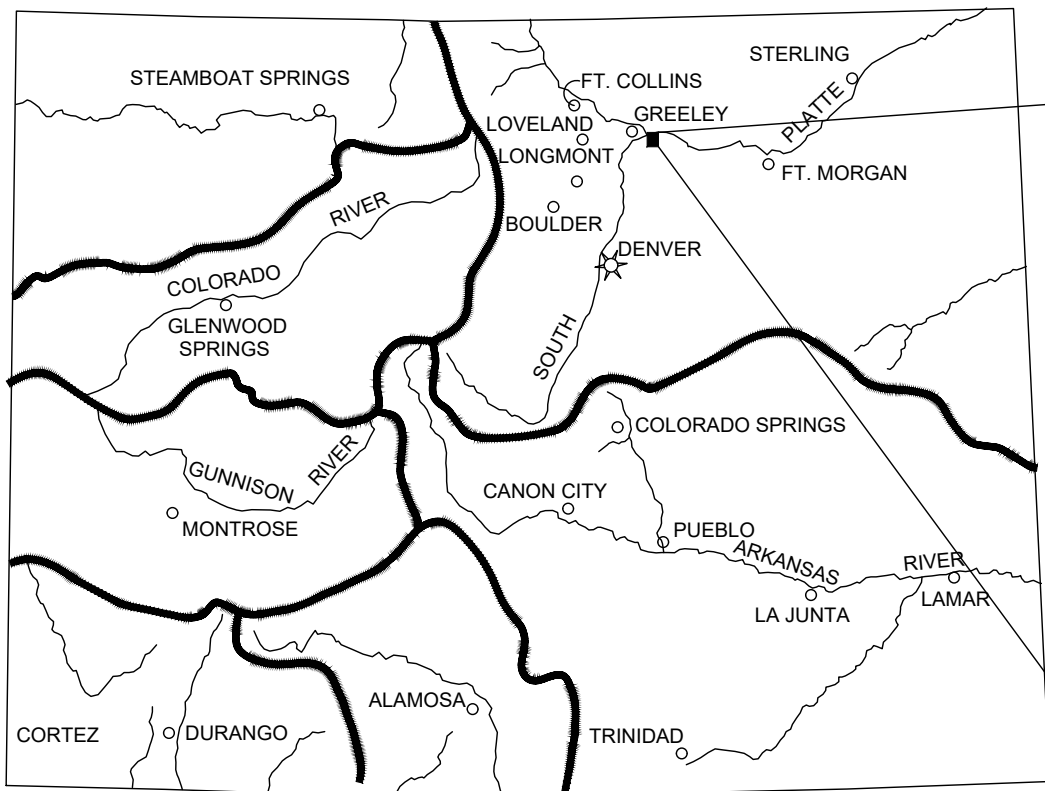 STERLING
STEAMBOAT SPRINGS
FT. COLLINS
PLATTE
GREELEY
LOVELAND
LONGMONT
FT. MORGAN
RIVER
BOULDER
DENVER
COLORADO
GLENWOOD
SPRINGS
SOUTH
COLORADO SPRINGS
RIVER
GUNNISON
CANON CITY
MONTROSE
PUEBLO
ARKANSAS
RIVER
LAMAR
LA JUNTA
ALAMOSA
CORTEZ
DURANGO
TRINIDAD